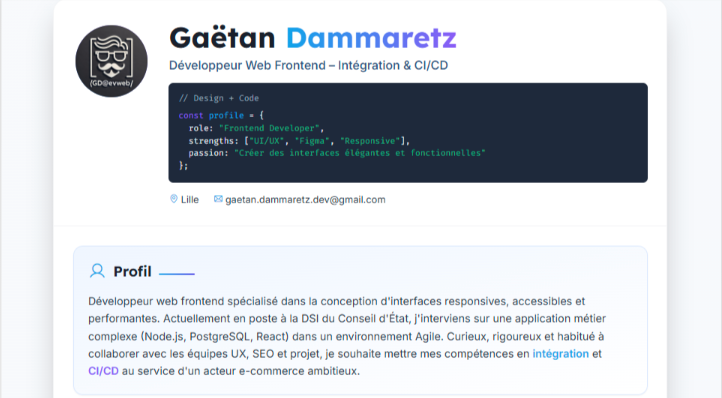 Gaëtan Dammaretz
Développeur Web Frontend – Intégration & CI/CD
/GD@evweb/
// Design + Code
const profile = {
role: "Frontend Developer",
strengths: ["UI/UX", "Figma", "Responsive"],
passion: "Créer des interfaces élégantes et fonctionnelles"
};
Lille gaetan.dammaretz.dev@gmail.com
Profil
Développeur web frontend spécialisé dans la conception d'interfaces responsives, accessibles et
performantes. Actuellement en poste à la DSI du Conseil d'État, j'interviens sur une application métier
complexe (Node.js, PostgreSQL, React) dans un environnement Agile. Curieux, rigoureux et habitué à
collaborer avec les équipes UX, SEO et projet, je souhaite mettre mes compétences en intégration et
CI/CD au service d'un acteur e-commerce ambitieux.